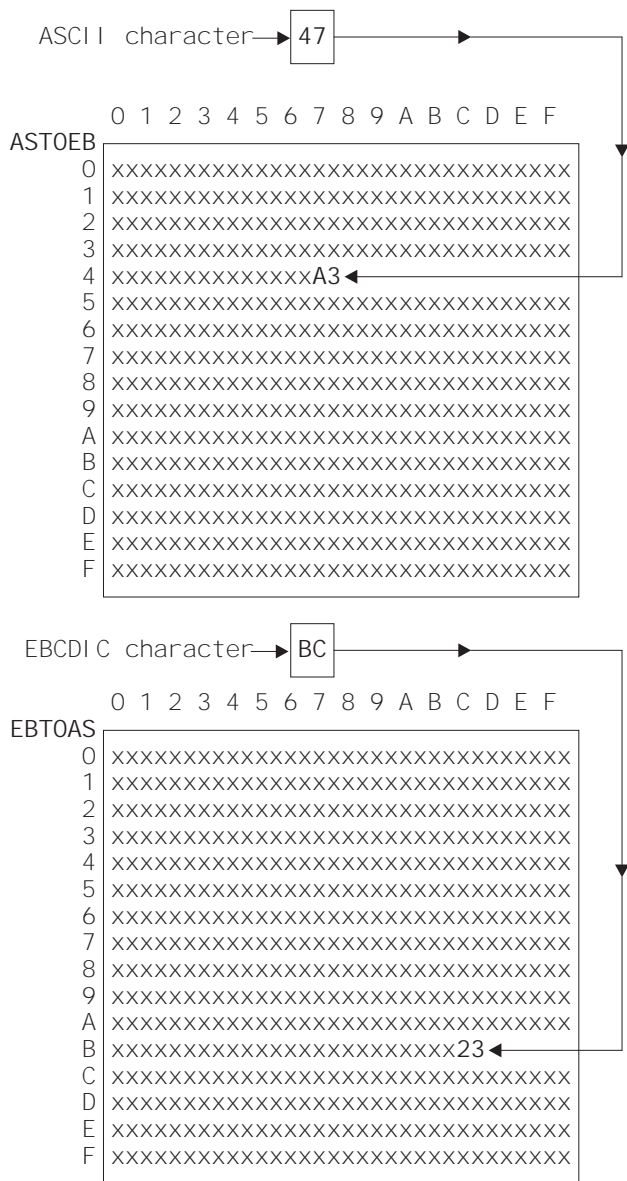 ASCII character 47
0 1 2 3 4 5 6 7 8 9 A B C D E F
ASTOEB
0 xxxxxxxxxxxxxxxxxxxxxxxxxxxxxxxx
1 xxxxxxxxxxxxxxxxxxxxxxxxxxxxxxxx
2 xxxxxxxxxxxxxxxxxxxxxxxxxxxxxxxx
3 xxxxxxxxxxxxxxxxxxxxxxxxxxxxxxxx
4 xxxxxxxxxxxxxxA3
5 xxxxxxxxxxxxxxxxxxxxxxxxxxxxxxxx
6 xxxxxxxxxxxxxxxxxxxxxxxxxxxxxxxx
7 xxxxxxxxxxxxxxxxxxxxxxxxxxxxxxxx
8 xxxxxxxxxxxxxxxxxxxxxxxxxxxxxxxx
9 xxxxxxxxxxxxxxxxxxxxxxxxxxxxxxxx
A xxxxxxxxxxxxxxxxxxxxxxxxxxxxxxxx
B xxxxxxxxxxxxxxxxxxxxxxxxxxxxxxxx
C xxxxxxxxxxxxxxxxxxxxxxxxxxxxxxxx
D xxxxxxxxxxxxxxxxxxxxxxxxxxxxxxxx
E xxxxxxxxxxxxxxxxxxxxxxxxxxxxxxxx
F xxxxxxxxxxxxxxxxxxxxxxxxxxxxxxxx
EBCDIC character BC
0 1 2 3 4 5 6 7 8 9 A B C D E F
EBTOAS
0 xxxxxxxxxxxxxxxxxxxxxxxxxxxxxxxx
1 xxxxxxxxxxxxxxxxxxxxxxxxxxxxxxxx
2 xxxxxxxxxxxxxxxxxxxxxxxxxxxxxxxx
3 xxxxxxxxxxxxxxxxxxxxxxxxxxxxxxxx
4 xxxxxxxxxxxxxxxxxxxxxxxxxxxxxxxx
5 xxxxxxxxxxxxxxxxxxxxxxxxxxxxxxxx
6 xxxxxxxxxxxxxxxxxxxxxxxxxxxxxxxx
7 xxxxxxxxxxxxxxxxxxxxxxxxxxxxxxxx
8 xxxxxxxxxxxxxxxxxxxxxxxxxxxxxxxx
9 xxxxxxxxxxxxxxxxxxxxxxxxxxxxxxxx
A xxxxxxxxxxxxxxxxxxxxxxxxxxxxxxxx
B xxxxxxxxxxxxxxxxxxxxxxxx23
C xxxxxxxxxxxxxxxxxxxxxxxxxxxxxxxx
D xxxxxxxxxxxxxxxxxxxxxxxxxxxxxxxx
E xxxxxxxxxxxxxxxxxxxxxxxxxxxxxxxx
F xxxxxxxxxxxxxxxxxxxxxxxxxxxxxxxx